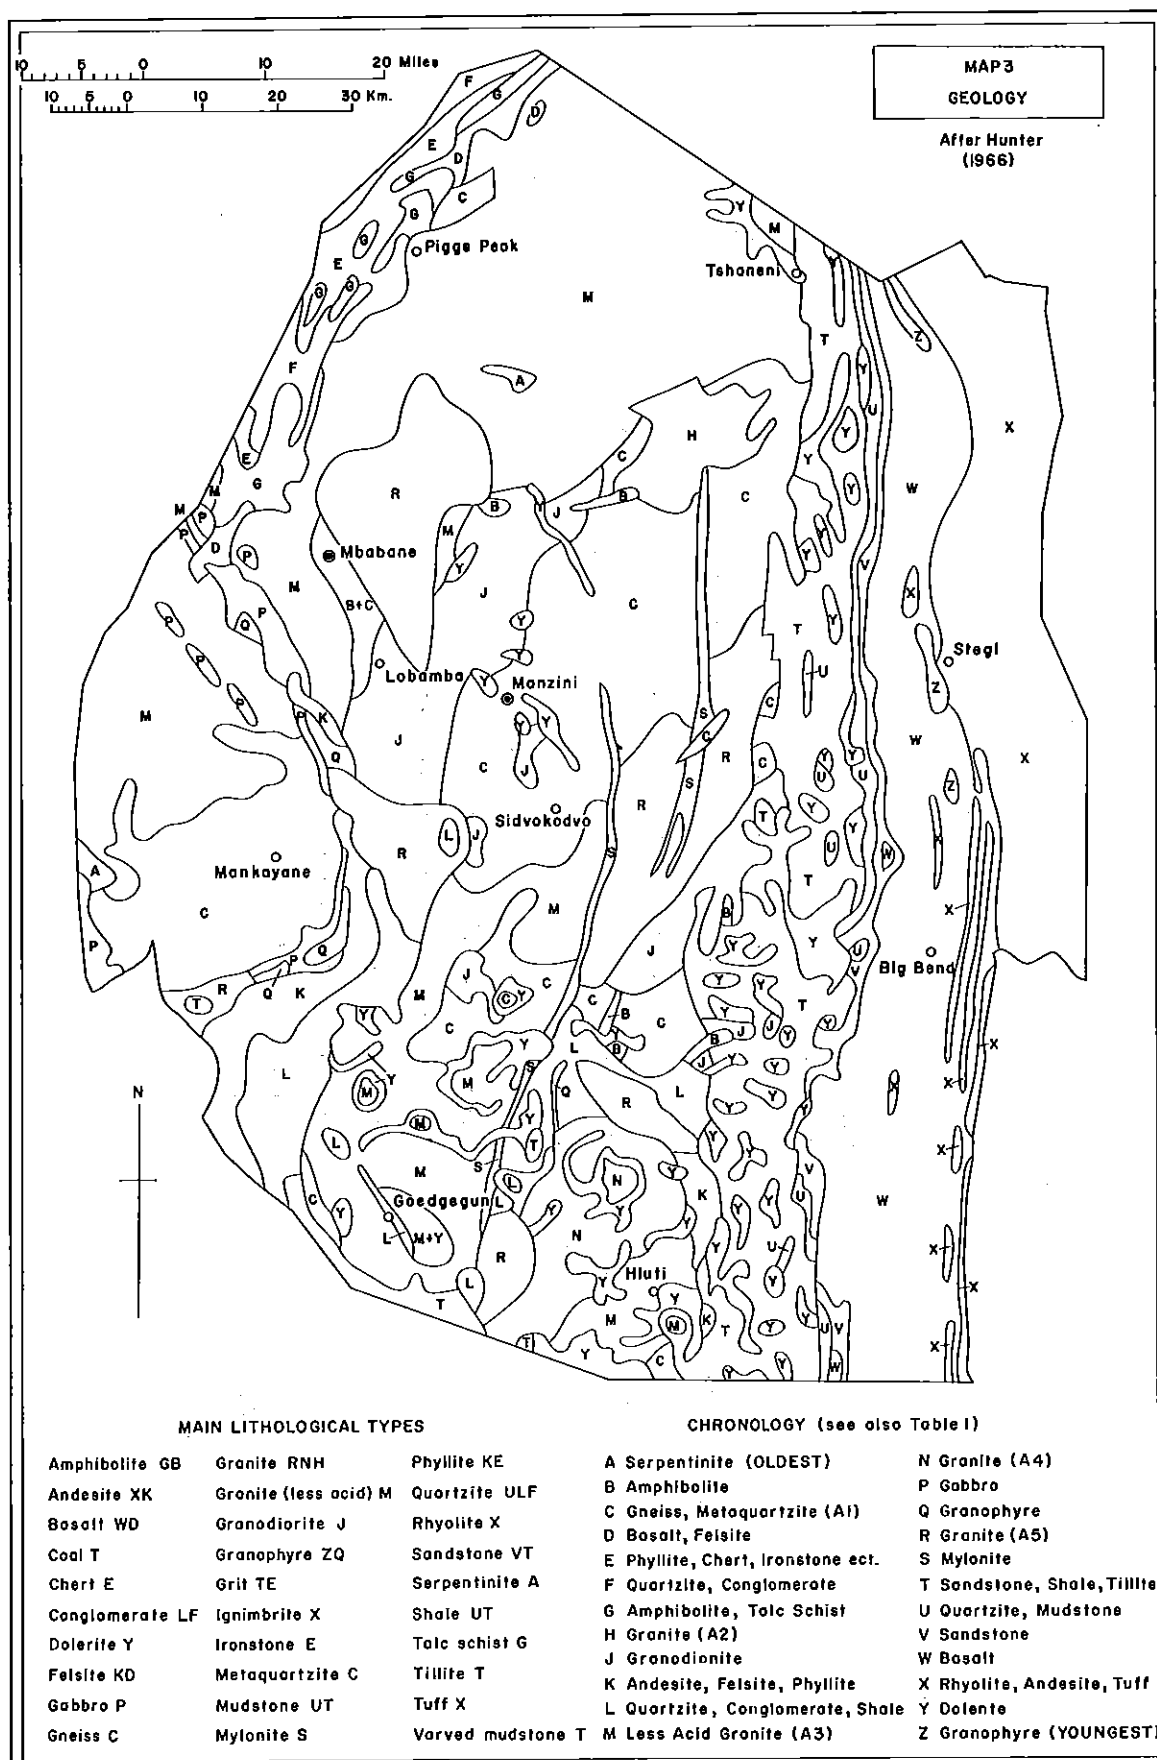 10 5 0 10 20 Miles
10 5 0 10 20 30 Km.
MAP 3
GEOLOGY
After Hunter
(1966)
Piggs Peak
Tshoneni
Mbabane
Lobamba
Manzini
Stegi
Sidvokodvo
Mankayane
Big Bend
N
Goedgegun
Hluti
MAIN LITHOLOGICAL TYPES
Amphibolite GB
Andesite XK
Basalt WD
Coal T
Chert E
Conglomerate LF
Dolerite Y
Felsite KD
Gabbro P
Gneiss C
Granite RNH
Granite (less acid) M
Granodiorite J
Granophyre ZQ
Grit TE
Ignimbrite X
Ironstone E
Metaquartzite C
Mudstone UT
Mylonite S
Phyllite KE
Quartzite ULF
Rhyolite X
Sandstone VT
Serpentinite A
Shale UT
Talc schist G
Tillite T
Tuff X
Varved mudstone T
CHRONOLOGY (see also Table 1)
A Serpentinite (OLDEST)
B Amphibolite
C Gneiss, Metaquartzite (A1)
D Basalt, Felsite
E Phyllite, Chert, Ironstone ect.
F Quartzite, Conglomerate
G Amphibolite, Talc Schist
H Granite (A2)
J Granodionite
K Andesite, Felsite, Phyllite
L Quartzite, Conglomerate, Shale
M Less Acid Granite (A3)
N Granite (A4)
P Gabbro
Q Granophyre
R Granite (A5)
S Mylonite
T Sandstone, Shale, Tillite
U Quartzite, Mudstone
V Sandstone
W Basalt
X Rhyolite, Andesite, Tuff
Y Dolente
Z Granophyre (YOUNGEST)